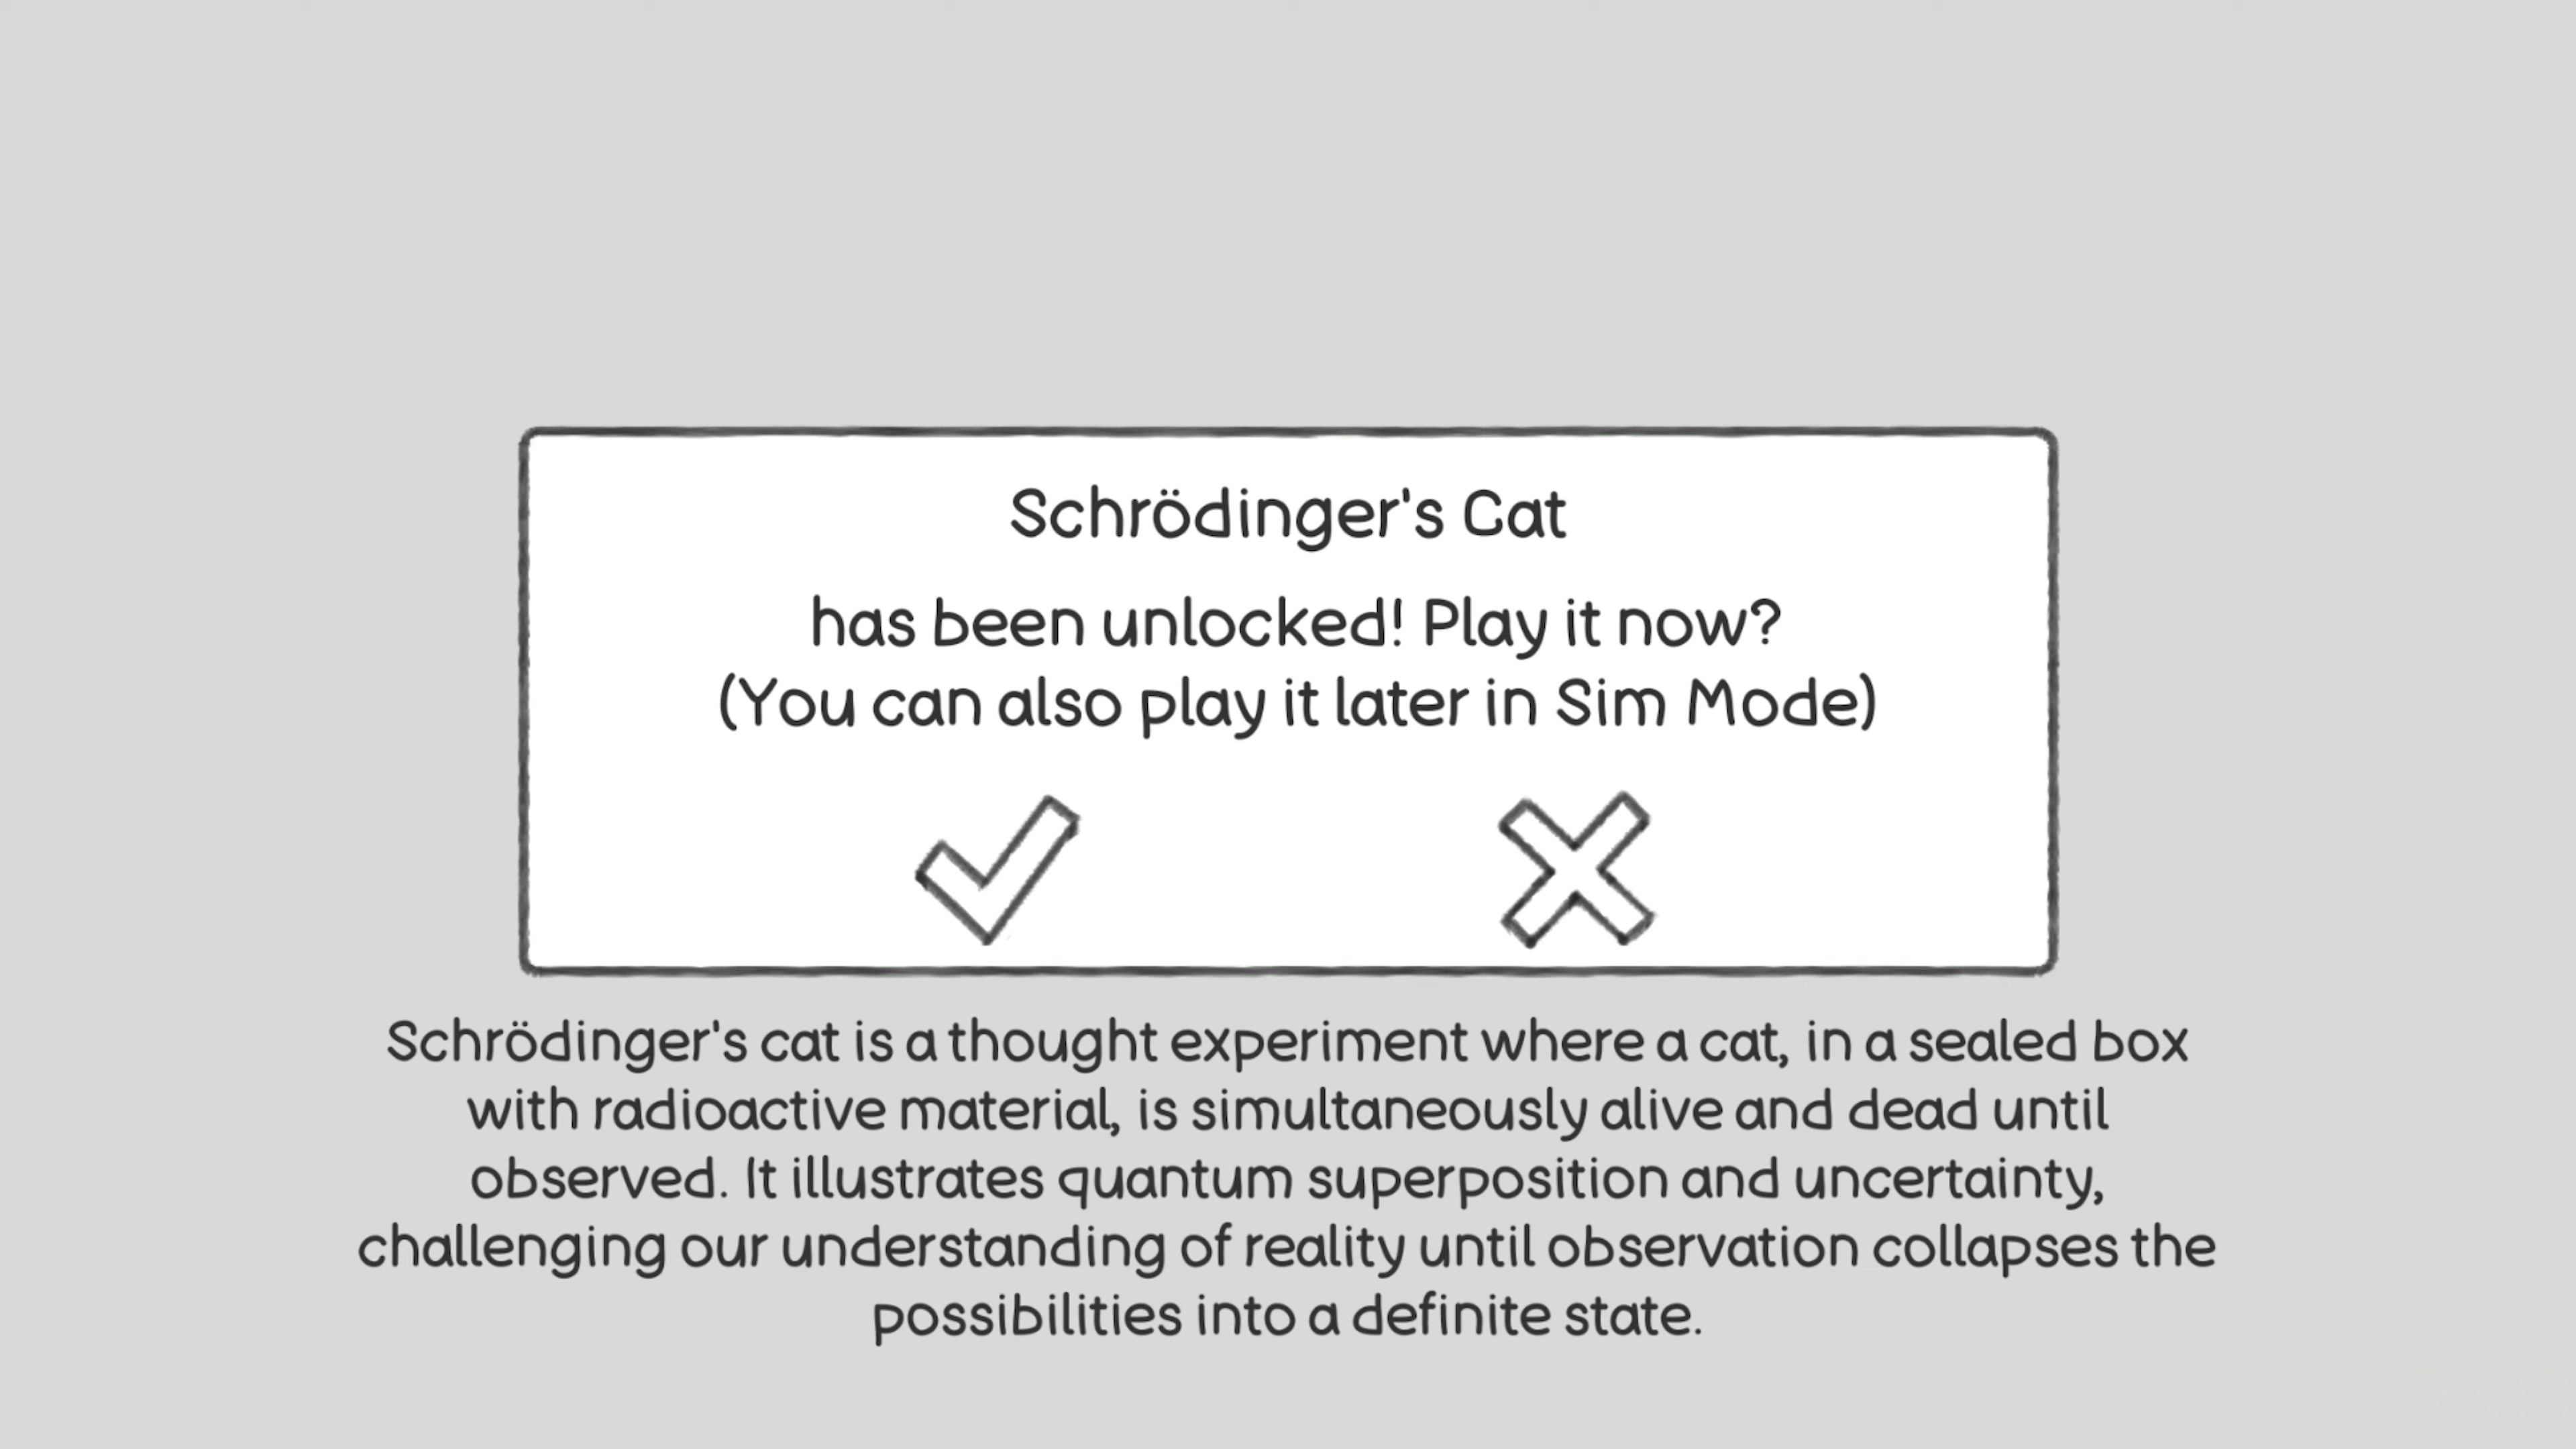 Schrödinger's Cat
has been unlocked! Play it now?
(You can also play it later in Sim Mode)
Schrödinger's cat is a thought experiment where a cat, in a sealed box
with radioactive material, is simultaneously alive and dead until
observed. It illustrates quantum superposition and uncertainty,
challenging our understanding of reality until observation collapses the
possibilities into a definite state.